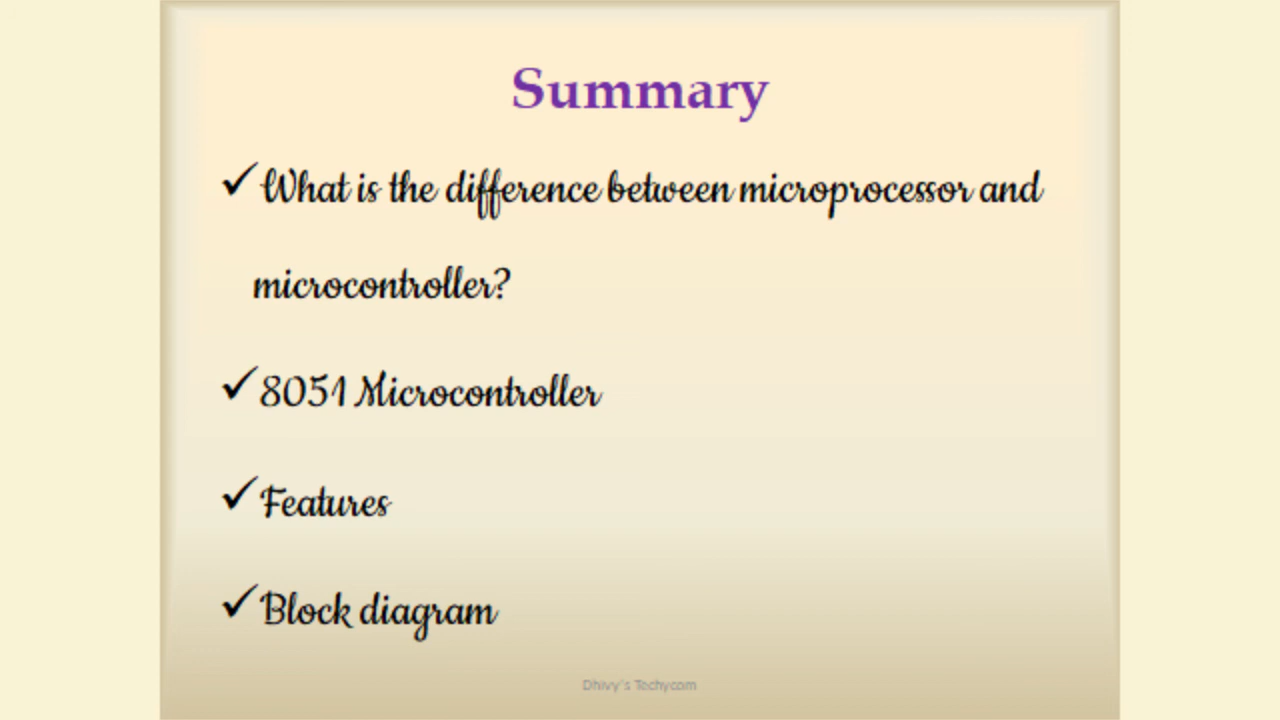 Summary
✓What is the difference between microprocessor and
microcontroller?
✓8051 Microcontroller
✓Features
✓Block diagram
Dhivy's Techycom